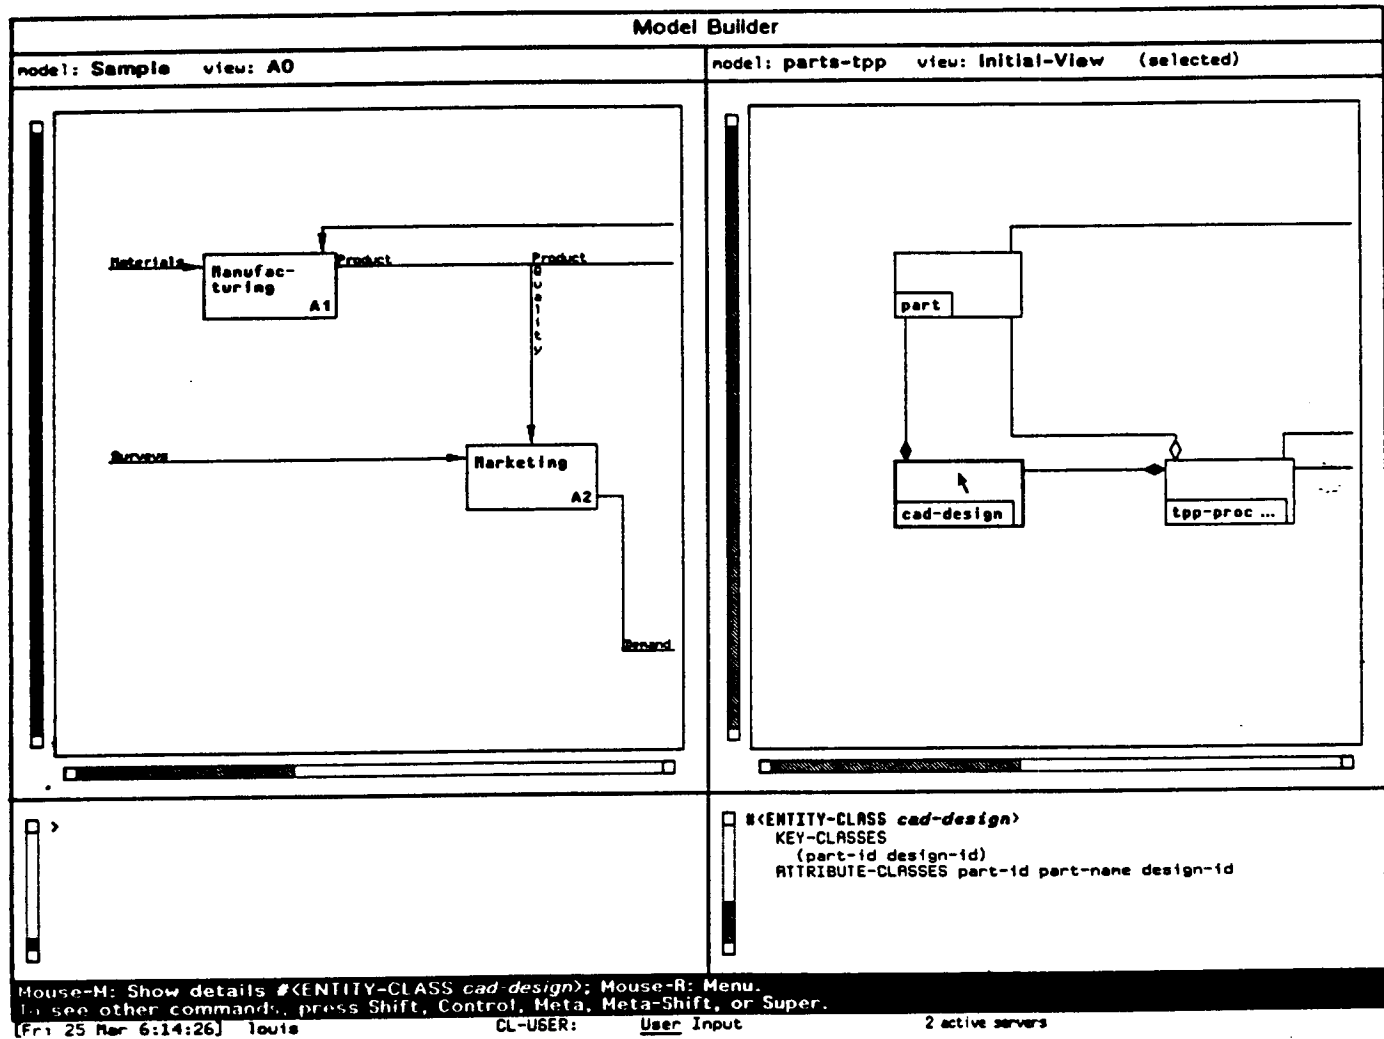 Model Builder
model: Sample view: A0
model: parts-tpp view: Initial-View (selected)
Materials
Manufac-
turing
A1
Product
Product
Quality
Surveys
Marketing
A2
Demand
part
cad-design
tpp-proc ...
>
#<ENTITY-CLASS cad-design>
KEY-CLASSES
(part-id design-id)
ATTRIBUTE-CLASSES part-id part-name design-id
Mouse-M: Show details #<ENTITY-CLASS cad-design>; Mouse-R: Menu.
To see other commands, press Shift, Control, Meta, Meta-Shift, or Super.
[Fri 25 Mar 6:14:26] louis CL-USER: User Input 2 active servers